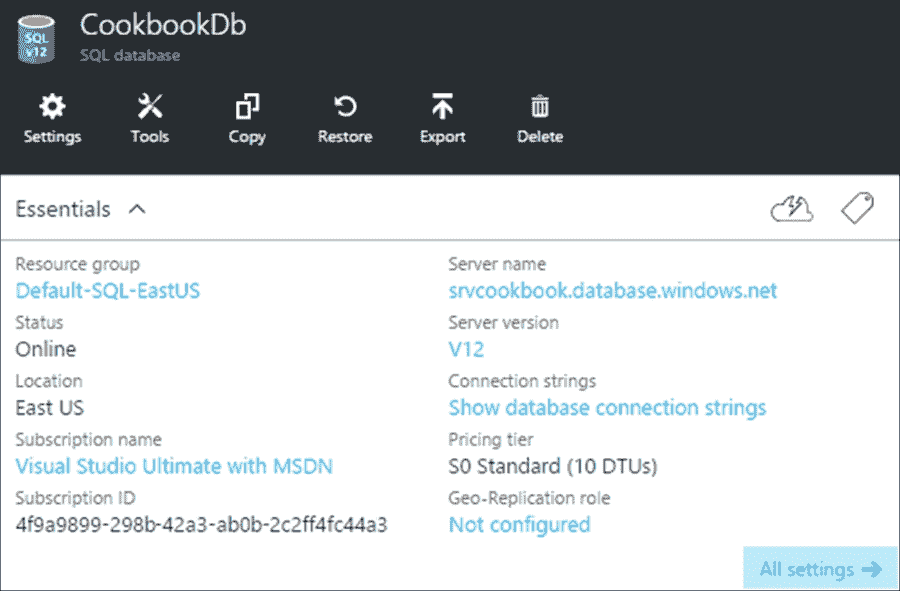 CookbookDb
SQL database
SQL
V12
Settings Tools Copy Restore Export Delete
Essentials
Resource group
Default-SQL-EastUS
Status
Online
Location
East US
Subscription name
Visual Studio Ultimate with MSDN
Subscription ID
4f9a9899-298b-42a3-ab0b-2c2ff4fc44a3
Server name
srvcookbook.database.windows.net
Server version
V12
Connection strings
Show database connection strings
Pricing tier
S0 Standard (10 DTUs)
Geo-Replication role
Not configured
All settings